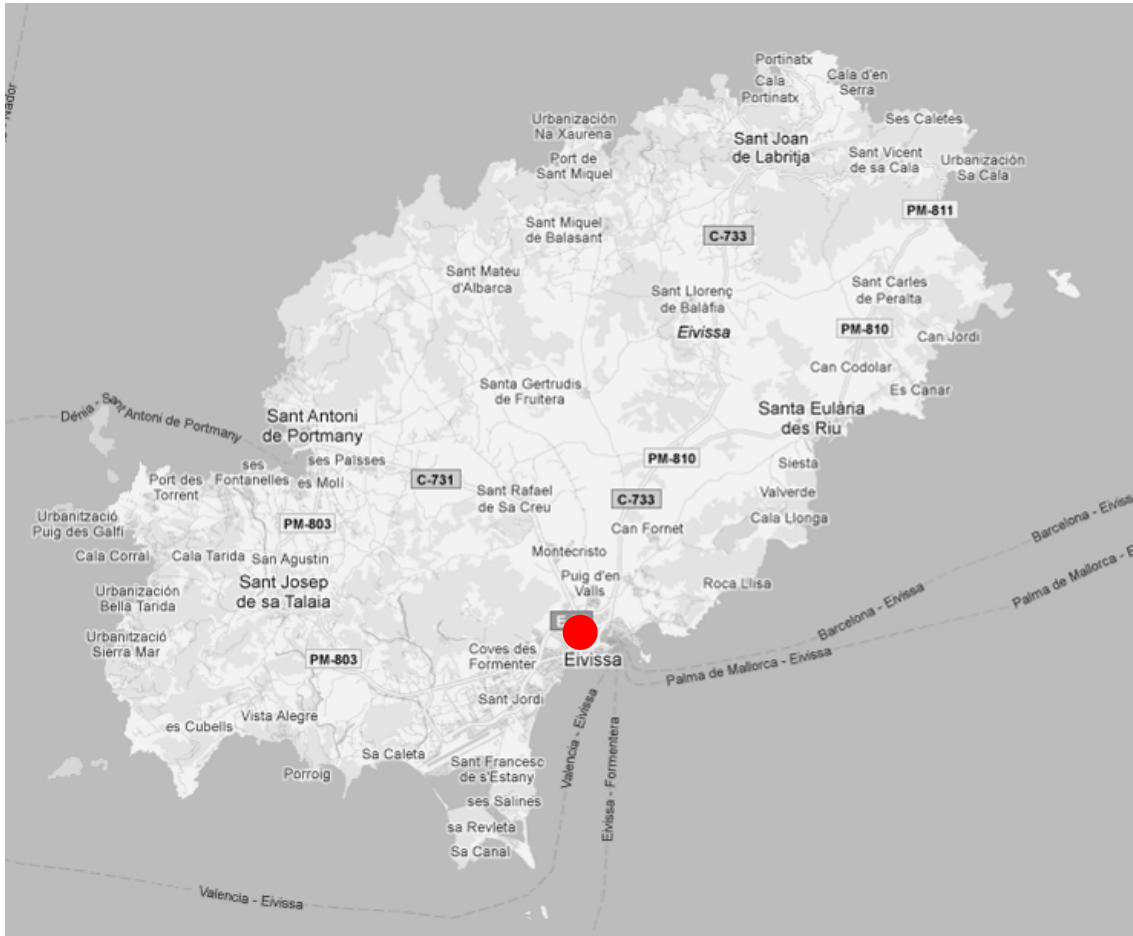 Portinatx
Cala
Portinatx
Cala d'en
Serra
- Nador
Urbanización
Na Xaurena
Ses Caletes
Sant Joan
de Labritja
Port de
Sant Miquel
Sant Vicent
de sa Cala
Urbanización
Sa Cala
PM-811
Sant Miquel
de Balasant
C-733
Sant Mateu
d'Albarca
Sant Llorenç
de Balàfia
Sant Carles
de Peralta
Eivissa
PM-810
Can Jordi
Can Codolar
Santa Gertrudis
de Fruitera
Es Canar
Dénia - Sant Antoni de Portmany
Sant Antoni
de Portmany
Santa Eulària
des Riu
ses Païsses
PM-810
ses
Fontanelles
es Molí
Siesta
Port des
Torrent
C-731
Sant Rafael
de Sa Creu
C-733
Valverde
Urbanització
Puig des Galfí
PM-803
Can Fornet
Cala Llonga
Barcelona - Eivissa
Cala Corral
Cala Tarida
San Agustin
Montecristo
Sant Josep
de sa Talaia
Puig d'en
Valls
Roca Llisa
Urbanización
Bella Tarida
Palma de Mallorca -
Barcelona - Eivissa
Urbanització
Sierra Mar
PM-803
Coves des
Formenter
Eivissa
Palma de Mallorca - Eivissa
Sant Jordi
Vista Alegre
es Cubells
Valencia - Eivissa
Eivissa - Formentera
Sa Caleta
Porroig
Sant Francesc
de s'Estany
ses Salines
sa Revleta
Sa Canal
Valencia - Eivissa